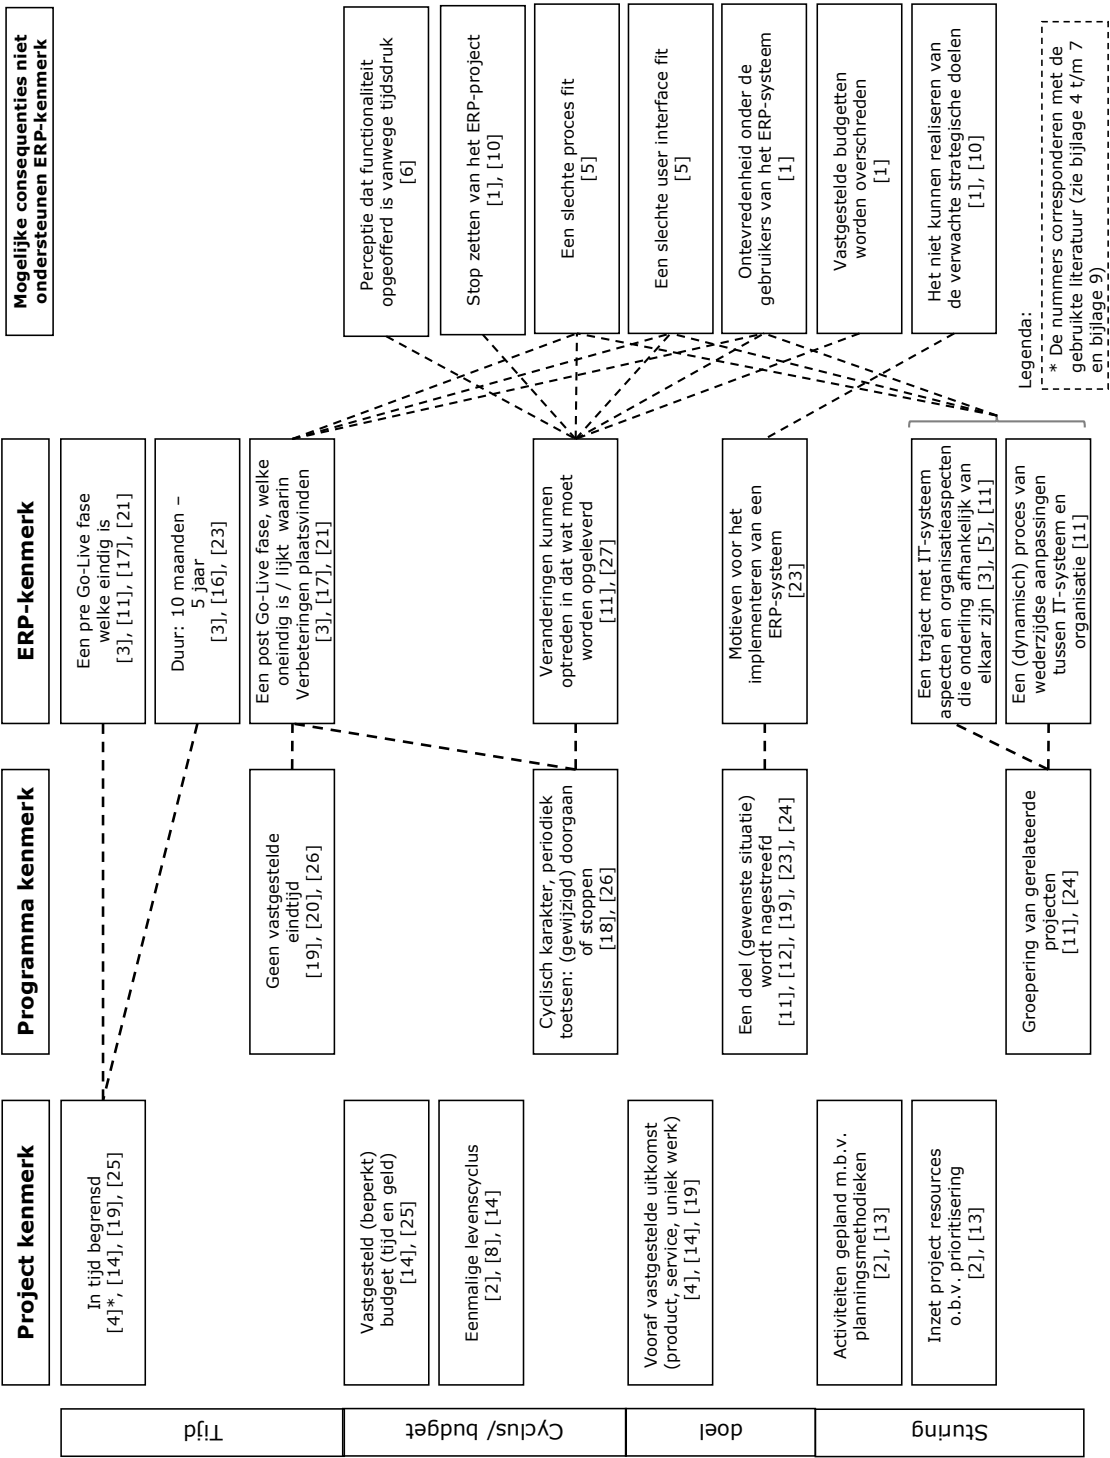 Project kenmerk
Programma kenmerk
ERP-kenmerk
Mogelijke consequenties niet
ondersteunen ERP-kenmerk
Tijd
In tijd begrensd
[4]*, [14], [19], [25]
Een pre Go-Live fase
welke eindig is
[3], [11], [17], [21]
Duur: 10 maanden –
5 jaar
[3], [16], [23]
Geen vastgestelde
eindtijd
[19], [20], [26]
Een post Go-Live fase, welke
oneindig is / lijkt  waarin
Verbeteringen plaatsvinden
[3], [17], [21]
Cyclus/ budget
Vastgesteld (beperkt)
budget (tijd en geld)
[14], [25]
Eenmalige levenscyclus
[2], [8], [14]
Cyclisch karakter, periodiek
toetsen: (gewijzigd) doorgaan
of stoppen
[18], [26]
Veranderingen kunnen
optreden in dat wat moet
worden opgeleverd
[11], [27]
Perceptie dat functionaliteit
opgeofferd is vanwege tijdsdruk
[6]
Stop zetten van het ERP-project
[1], [10]
Een slechte proces fit
[5]
doel
Vooraf vastgestelde uitkomst
(product, service, uniek werk)
[4], [14], [19]
Een doel (gewenste situatie)
wordt nagestreefd
[11], [12], [19], [23], [24]
Motieven voor het
implementeren van een
ERP-systeem
[23]
Een slechte user interface fit
[5]
Ontevredenheid onder de
gebruikers van het ERP-systeem
[1]
Sturing
Activiteiten gepland m.b.v.
planningsmethodieken
[2], [13]
Inzet project resources
o.b.v. prioritisering
[2], [13]
Groepering van gerelateerde
projecten
[11], [24]
Een traject met IT-systeem
aspecten en organisatieaspecten
die onderling afhankelijk van
elkaar zijn [3], [5], [11]
Een (dynamisch) proces van
wederzijdse aanpassingen
tussen IT-systeem en
organisatie [11]
Vastgestelde budgetten
worden overschreden
[1]
Het niet kunnen realiseren van
de verwachte strategische doelen
[1], [10]
Legenda:
* De nummers corresponderen met de
gebruikte literatuur (zie bijlage 4 t/m 7
en bijlage 9)